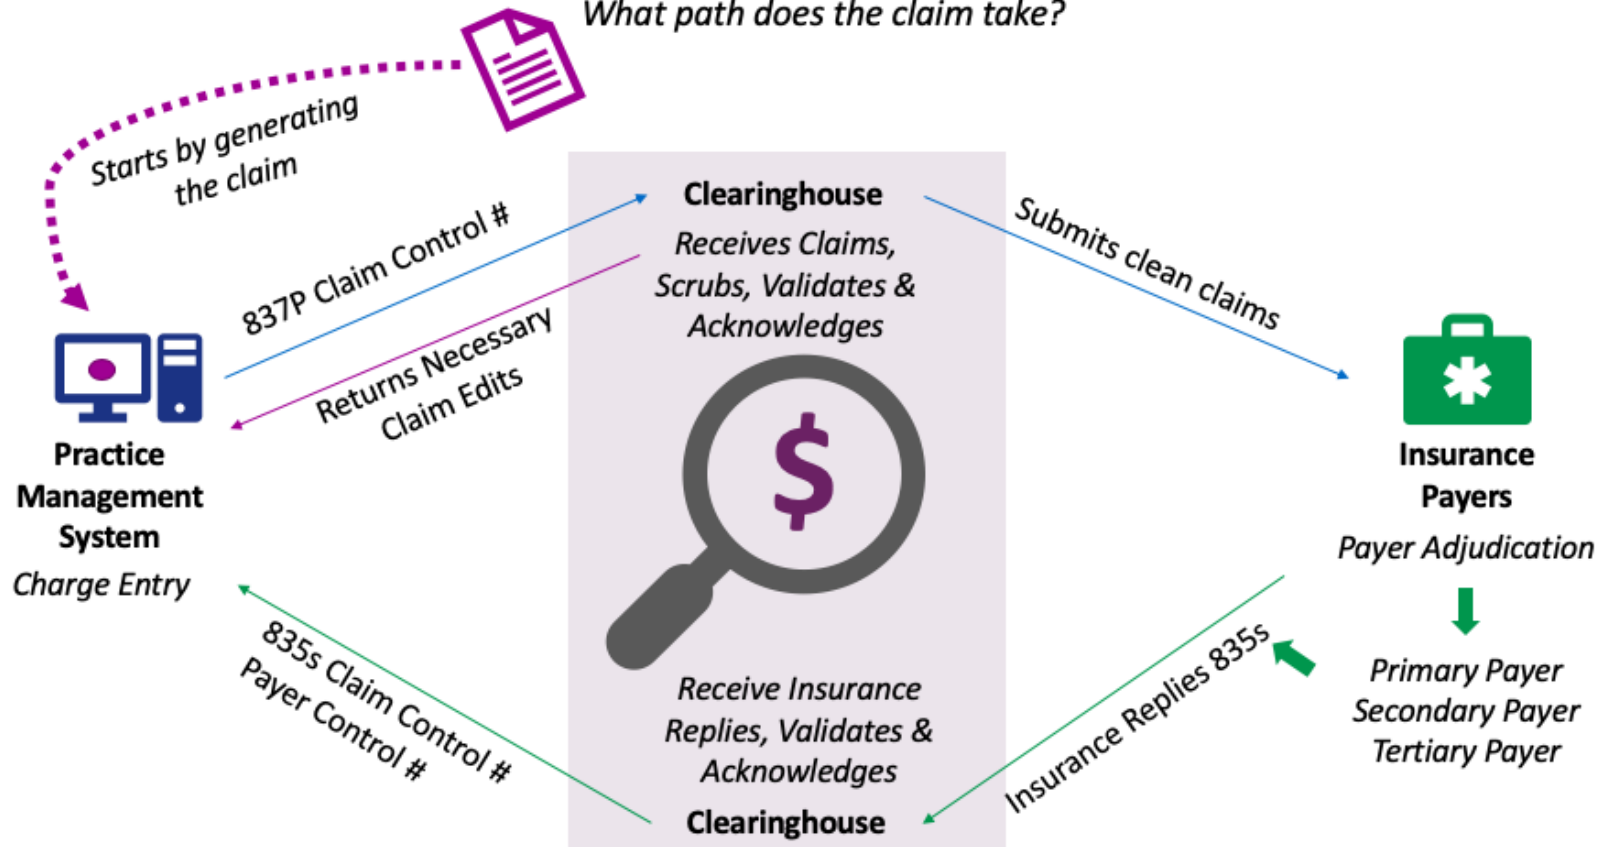 What path does the claim take?
Starts by generating
the claim
837P Claim Control #
Returns Necessary
Claim Edits
Clearinghouse
Receives Claims,
Scrubs, Validates &
Acknowledges
Submits clean claims
$
Practice
Management
System
Charge Entry
Insurance
Payers
Payer Adjudication
Primary Payer
Secondary Payer
Tertiary Payer
Insurance Replies 835s
Receive Insurance
Replies, Validates &
Acknowledges
Clearinghouse
835s Claim Control #
Payer Control #